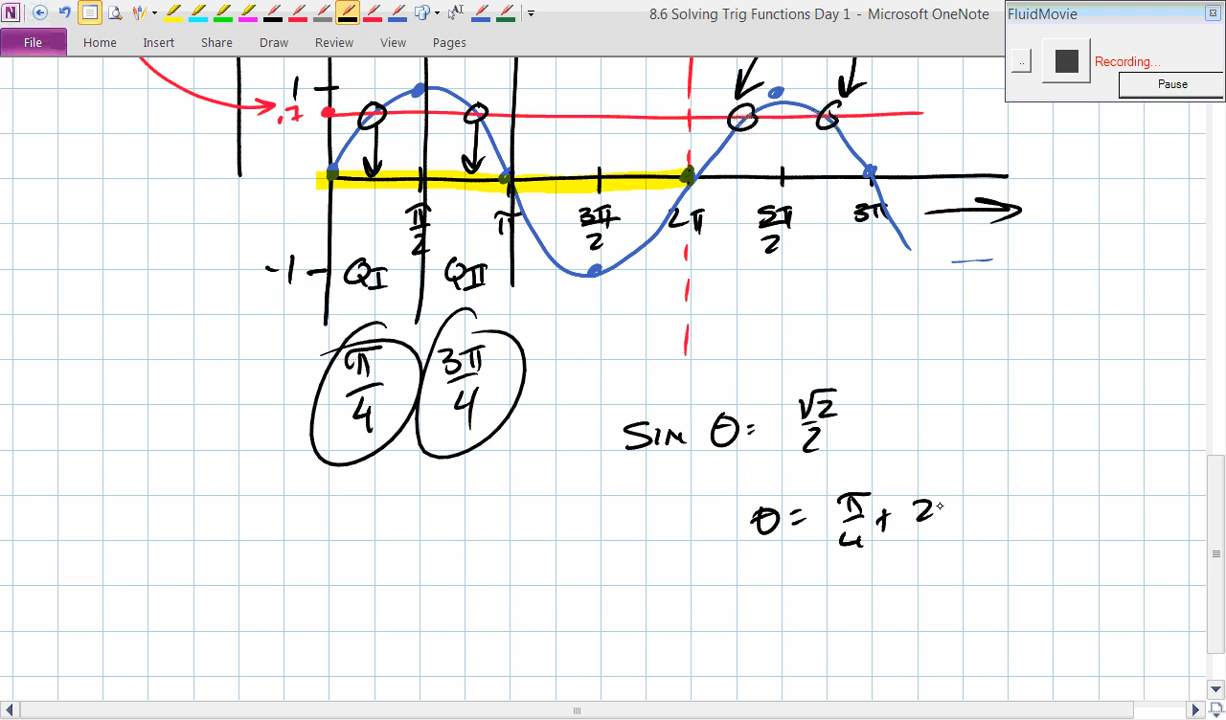 8.6 Solving Trig Functions Day 1 - Microsoft OneNote
FluidMovie
File Home Insert Share Draw Review View Pages
Recording...
Pause
1
.7
π/2 π 3π/2 2π 5π/2 3π
-1
QI QII
π/4 3π/4
sin θ = √2/2
θ = π/4 + 2